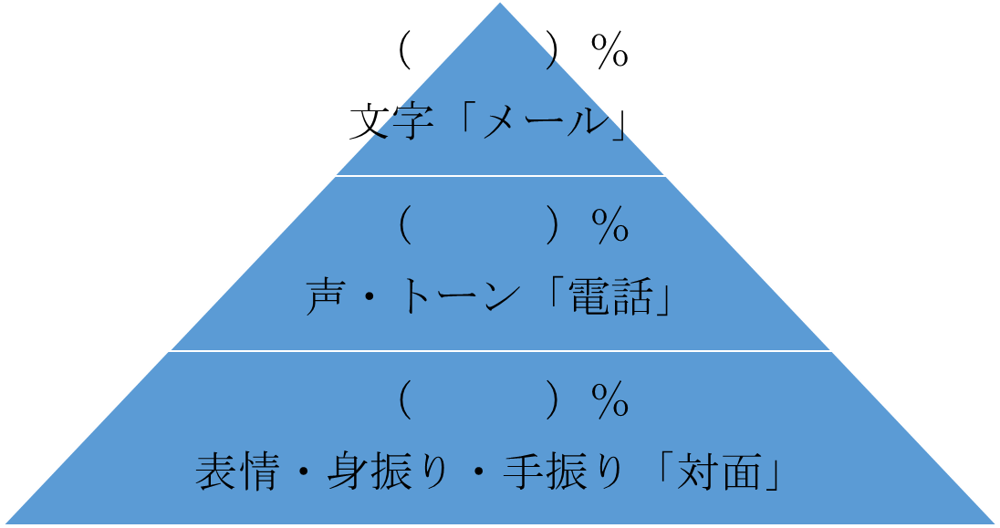 （　　　）％
文字「メール」
（　　　）％
声・トーン「電話」
（　　　）％
表情・身振り・手振り「対面」